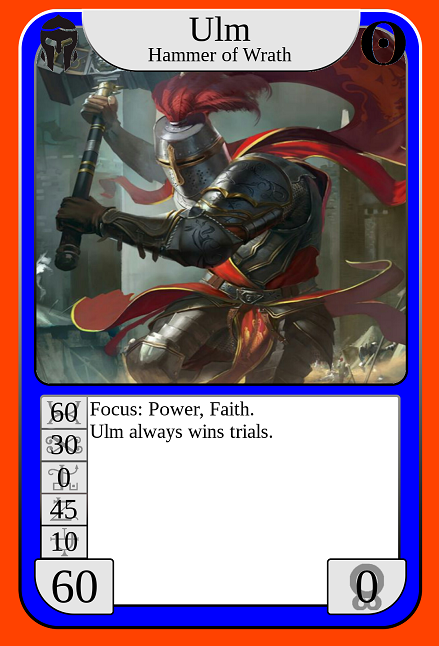 Ulm
0
Hammer of Wrath
60
Focus: Power, Faith.
30
Ulm always wins trials.
0
45
10
60
0